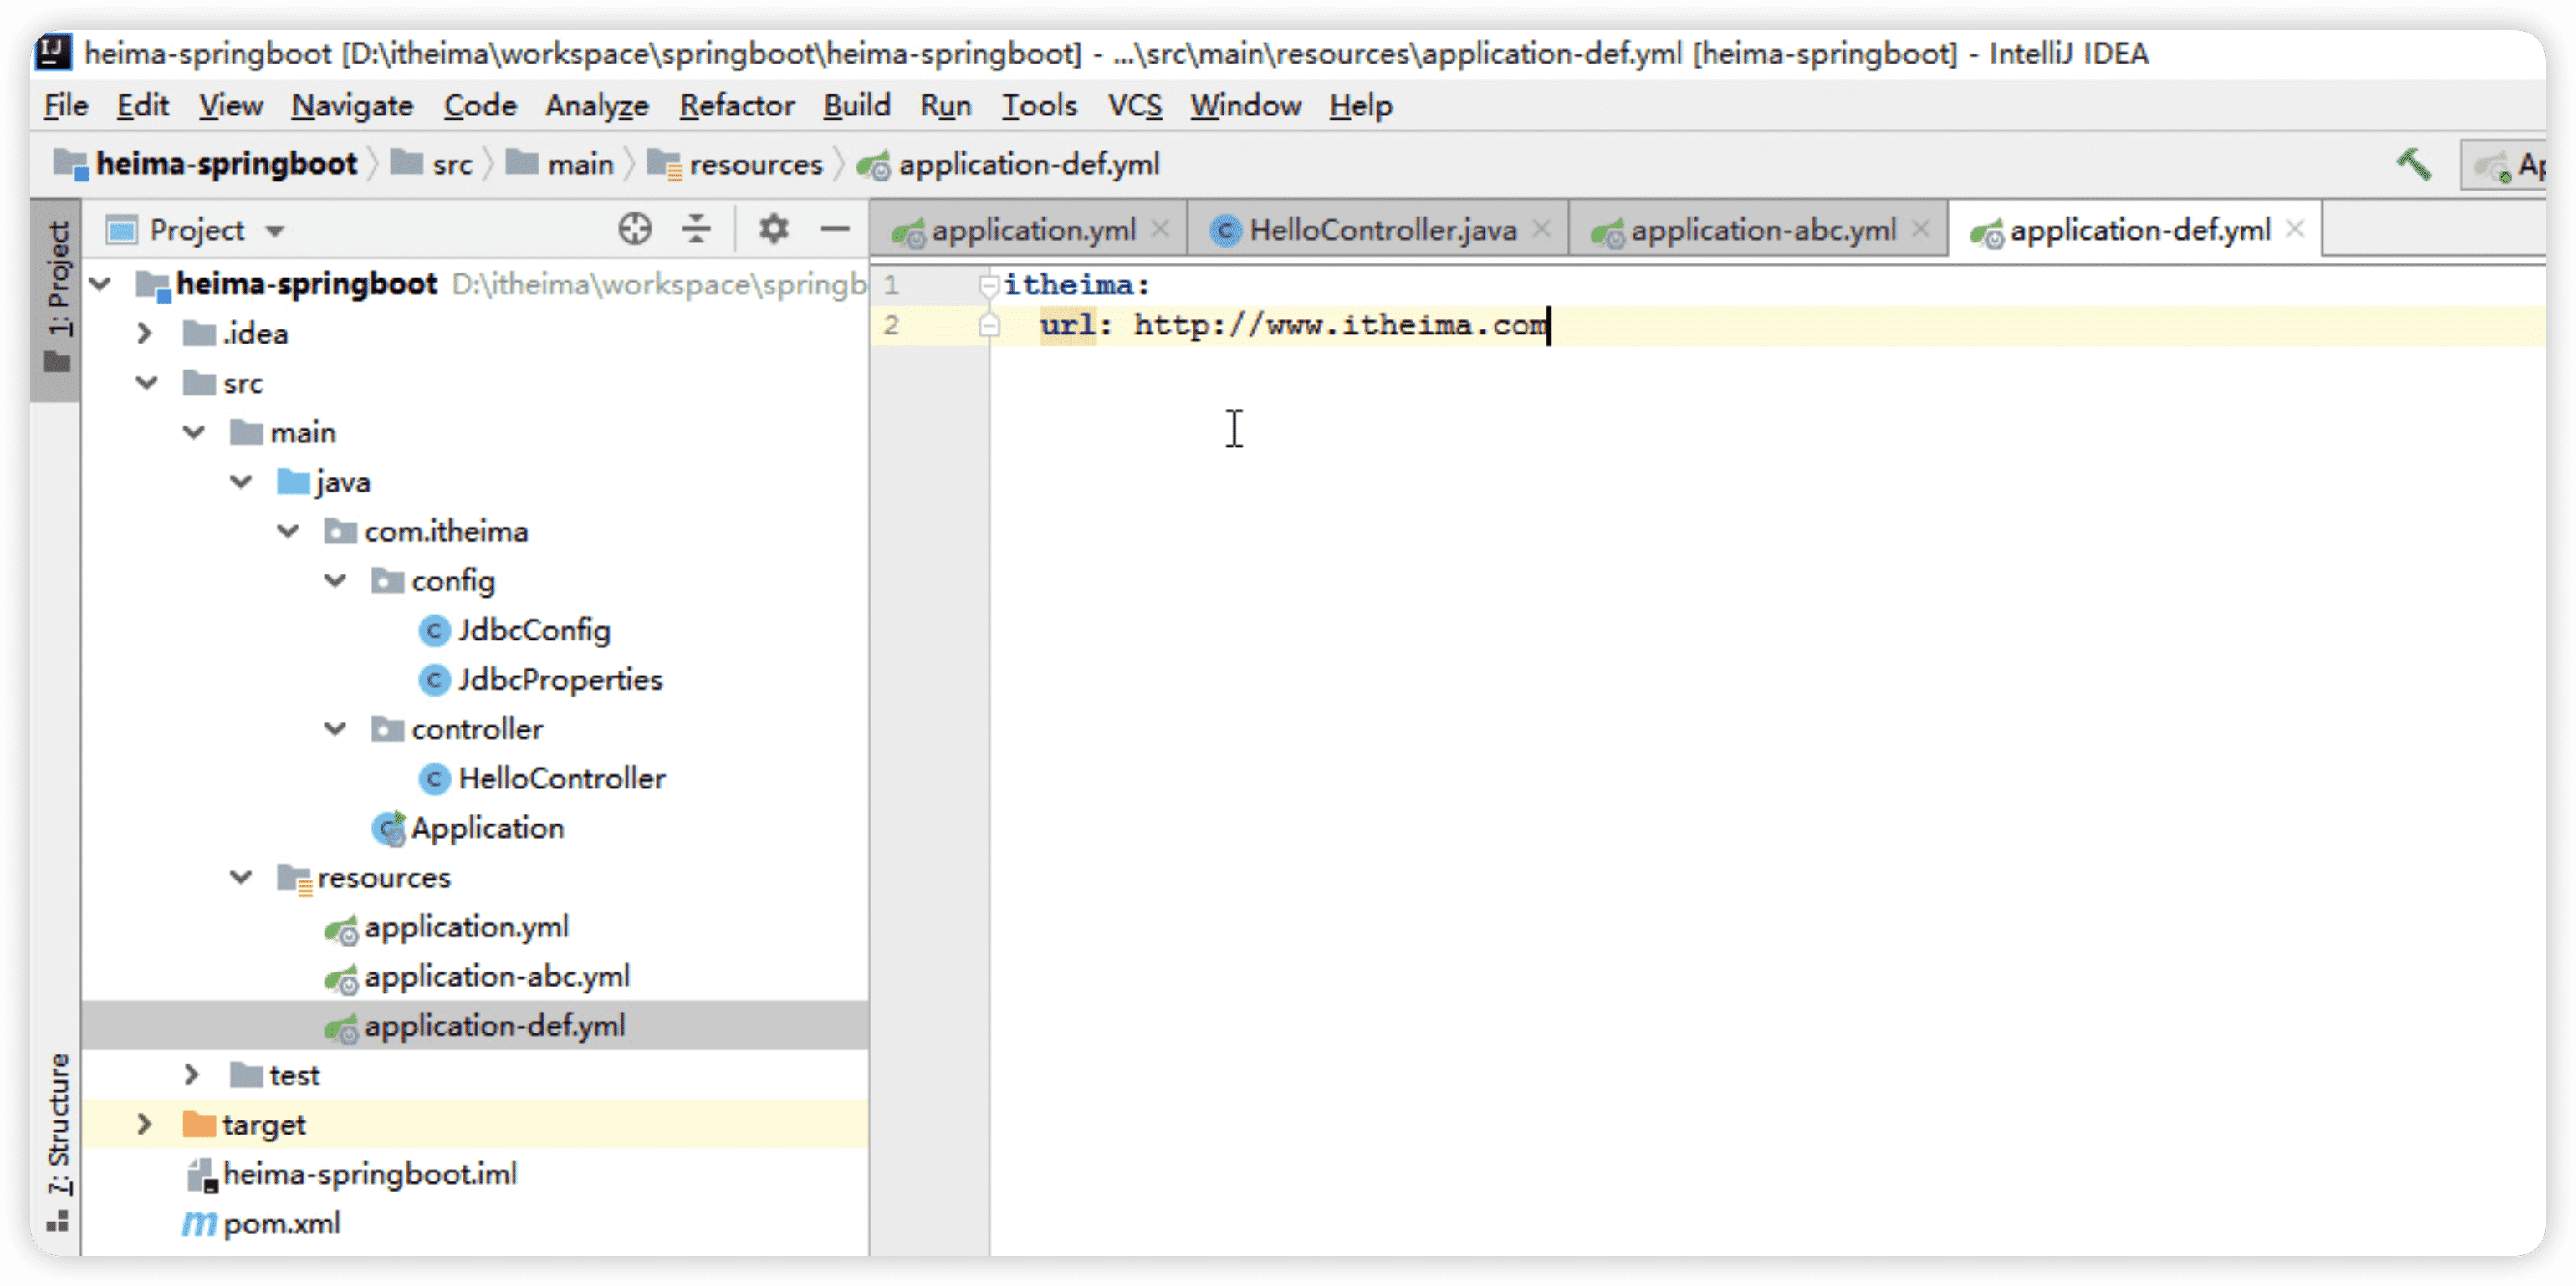 heima-springboot [D:\itheima\workspace\springboot\heima-springboot] - ...\src\main\resources\application-def.yml [heima-springboot] - IntelliJ IDEA
File Edit View Navigate Code Analyze Refactor Build Run Tools VCS Window Help
heima-springboot src main resources application-def.yml
1: Project
Project
application.yml HelloController.java application-abc.yml application-def.yml
heima-springboot D:\itheima\workspace\springb
.idea
src
main
java
com.itheima
config
JdbcConfig
JdbcProperties
controller
HelloController
Application
resources
application.yml
application-abc.yml
application-def.yml
test
target
heima-springboot.iml
pom.xml
7: Structure
1 itheima:
2 url: http://www.itheima.com